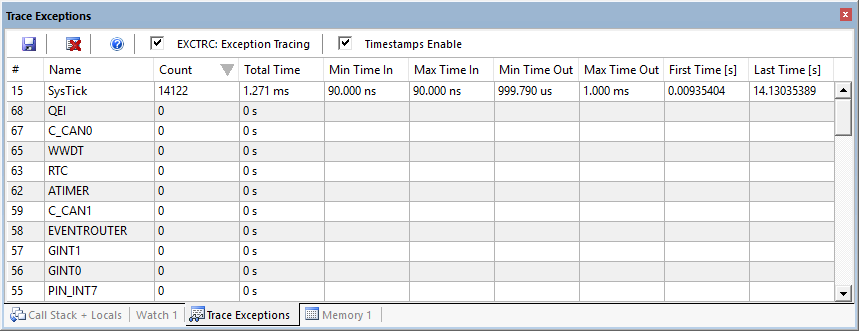 Trace Exceptions
EXCTRC: Exception Tracing Timestamps Enable
# Name Count Total Time Min Time In Max Time In Min Time Out Max Time Out First Time [s] Last Time [s]
15 SysTick 14122 1.271 ms 90.000 ns 90.000 ns 999.790 us 1.000 ms 0.00935404 14.13035389
68 QEI 0 0 s
67 C_CAN0 0 0 s
65 WWDT 0 0 s
63 RTC 0 0 s
62 ATIMER 0 0 s
59 C_CAN1 0 0 s
58 EVENTROUTER 0 0 s
57 GINT1 0 0 s
56 GINT0 0 0 s
55 PIN_INT7 0 0 s
Call Stack + Locals Watch 1 Trace Exceptions Memory 1